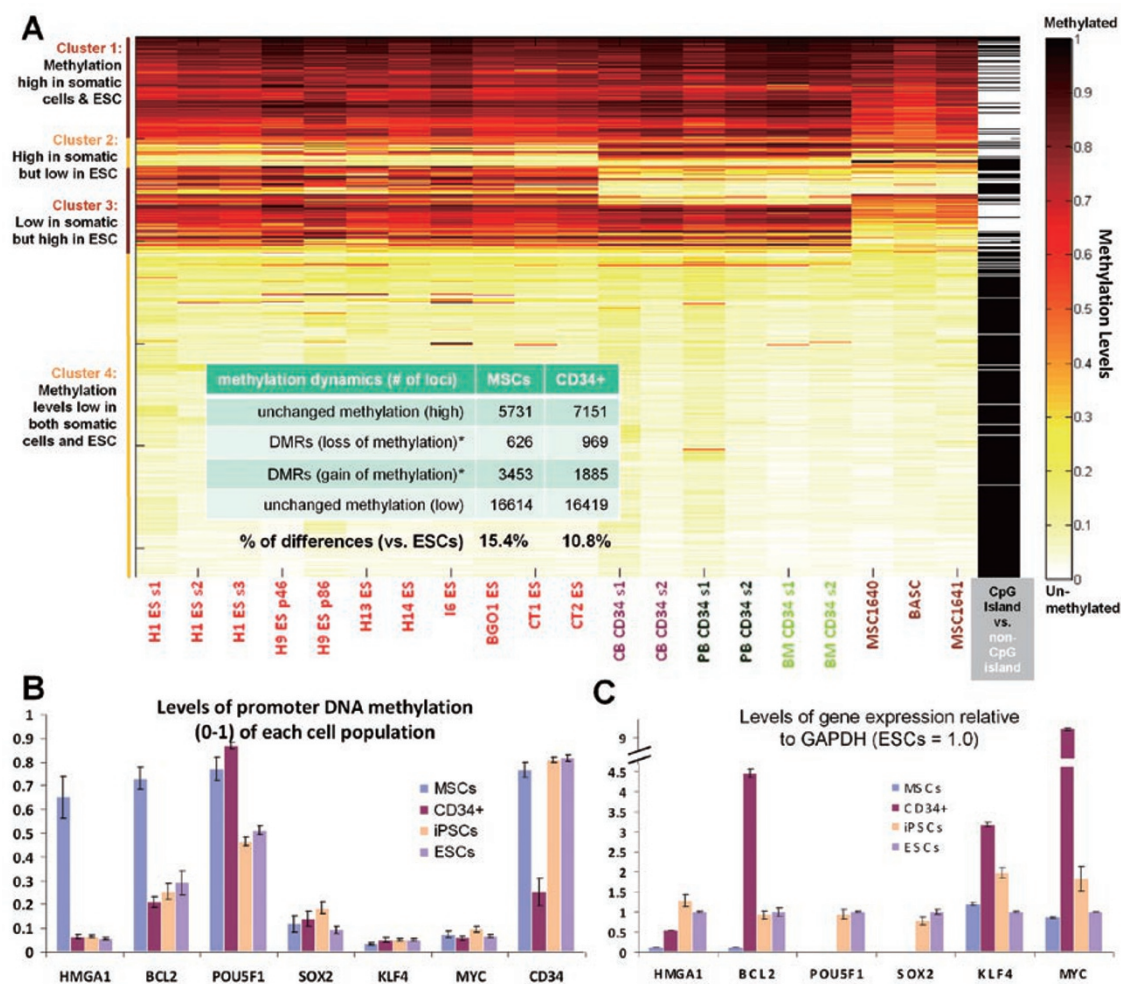 A
Cluster 1:
Methylation
high in somatic
cells & ESC
Cluster 2:
High in somatic
but low in ESC
Cluster 3:
Low in somatic
but high in ESC
Cluster 4:
Methylation
levels low in
both somatic
cells and ESC
methylation dynamics (# of loci) MSCs CD34+
unchanged methylation (high) 5731 7151
DMRs (loss of methylation)* 626 969
DMRs (gain of methylation)* 3453 1885
unchanged methylation (low) 16614 16419
% of differences (vs. ESCs) 15.4% 10.8%
H1 ES s1
H1 ES s2
H1 ES s3
H9 ES p46
H9 ES p86
H13 ES
H14 ES
I6 ES
BGO1 ES
CT1 ES
CT2 ES
CB CD34 s1
CB CD34 s2
PB CD34 s1
PB CD34 s2
BM CD34 s1
BM CD34 s2
MSC1640
BASC
MSC1641
CpG
Island
vs.
non-
CpG
island
Methylated
1
0.9
0.8
0.7
0.6
0.5
0.4
0.3
0.2
0.1
0
Un-
methylated
Methylation Levels
B
Levels of promoter DNA methylation
(0-1) of each cell population
1
0.9
0.8
0.7
0.6
0.5
0.4
0.3
0.2
0.1
0
MSCs
CD34+
iPSCs
ESCs
HMGA1 BCL2 POU5F1 SOX2 KLF4 MYC CD34
C
Levels of gene expression relative
to GAPDH (ESCs = 1.0)
9
4.5
4
3.5
3
2.5
2
1.5
1
0.5
0
MSCs
CD34+
iPSCs
ESCs
HMGA1 BCL2 POU5F1 SOX2 KLF4 MYC